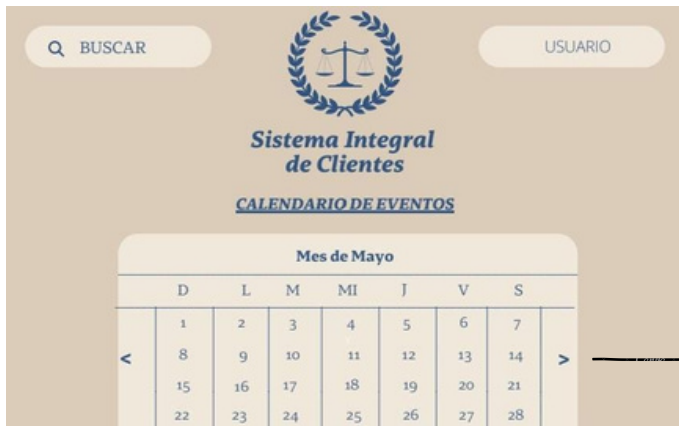 BUSCAR
USUARIO
Sistema Integral
de Clientes
CALENDARIO DE EVENTOS
Mes de Mayo
D L M MI J V S
1 2 3 4 5 6 7
< 8 9 10 11 12 13 14 >
15 16 17 18 19 20 21
22 23 24 25 26 27 28